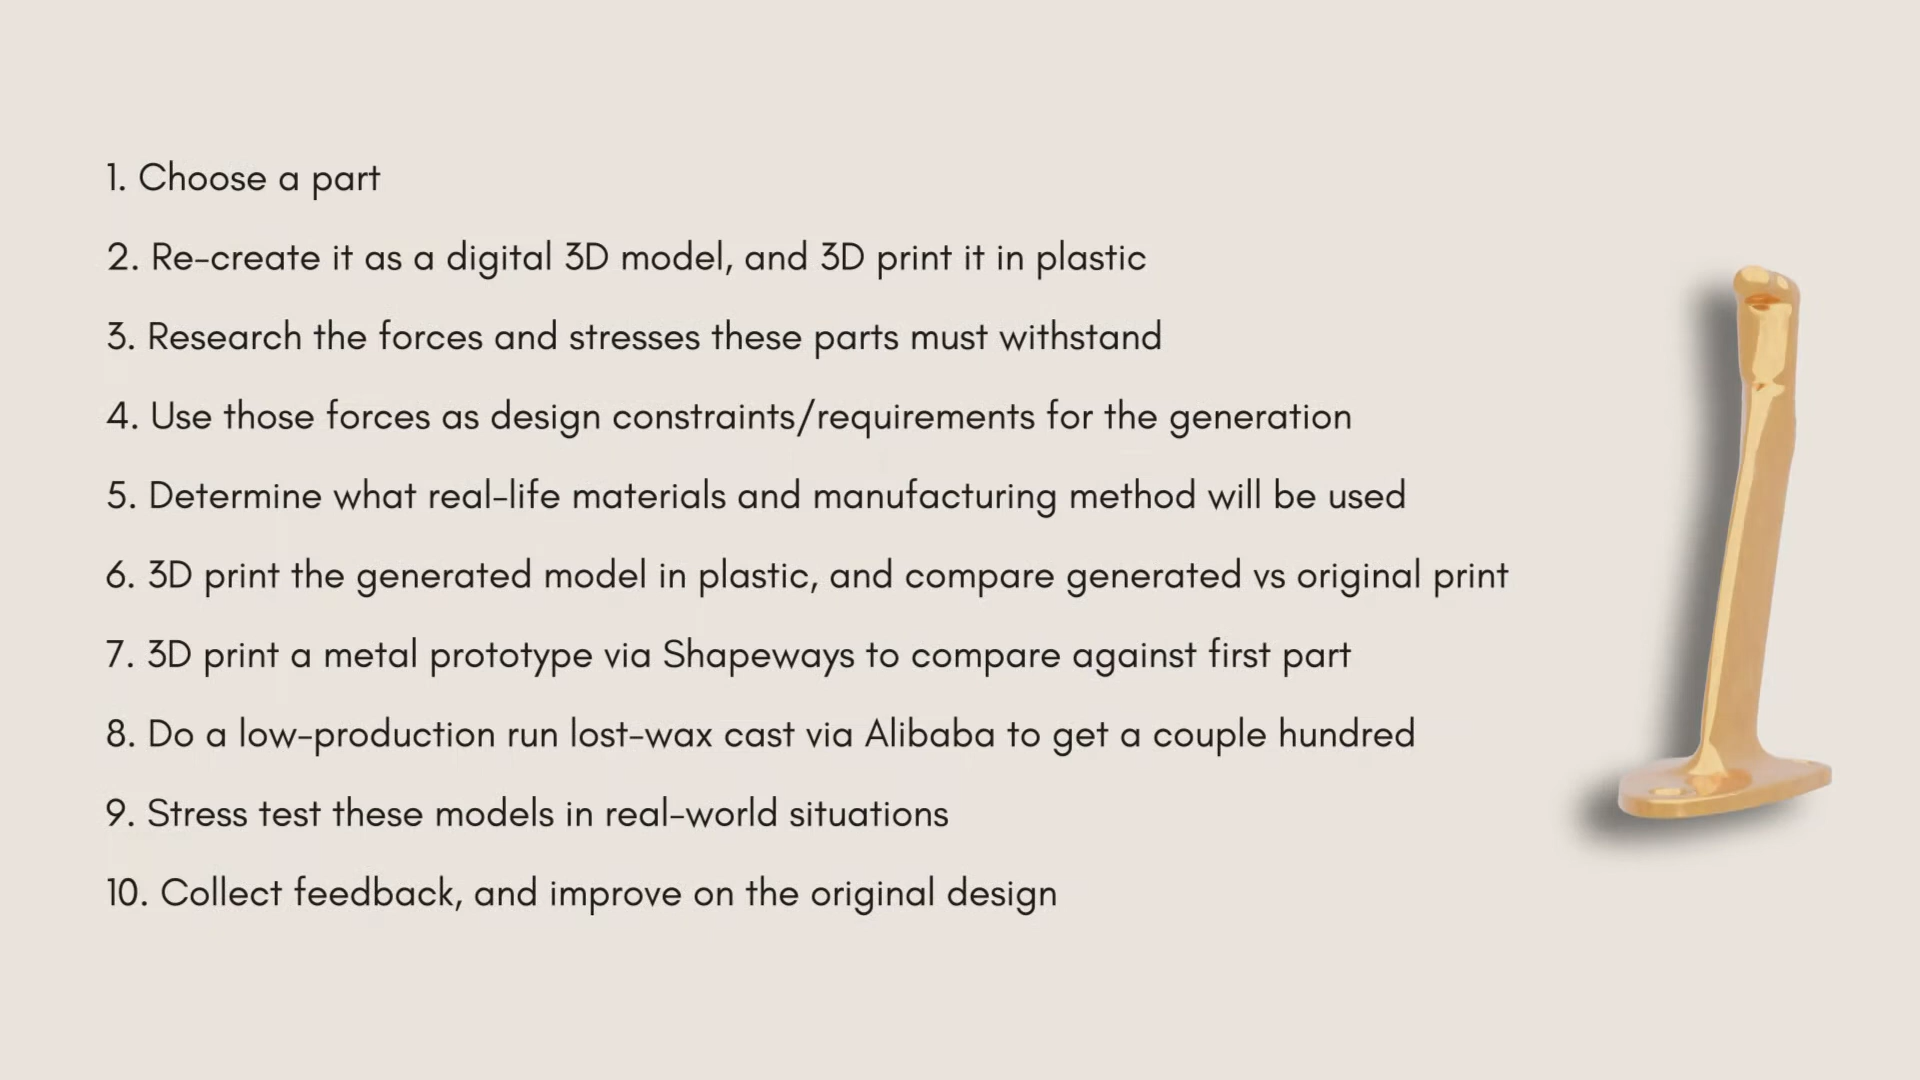 1. Choose a part
2. Re-create it as a digital 3D model, and 3D print it in plastic
3. Research the forces and stresses these parts must withstand
4. Use those forces as design constraints/requirements for the generation
5. Determine what real-life materials and manufacturing method will be used
6. 3D print the generated model in plastic, and compare generated vs original print
7. 3D print a metal prototype via Shapeways to compare against first part
8. Do a low-production run lost-wax cast via Alibaba to get a couple hundred
9. Stress test these models in real-world situations
10. Collect feedback, and improve on the original design